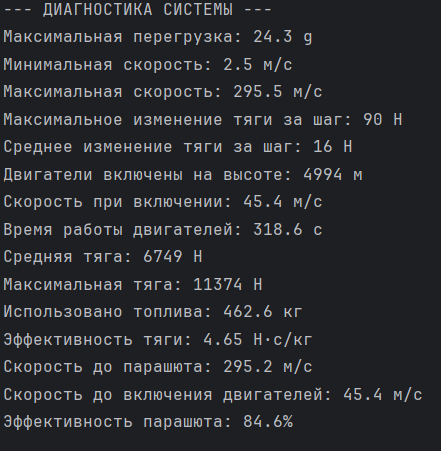 --- ДИАГНОСТИКА СИСТЕМЫ ---
Максимальная перегрузка: 24.3 g
Минимальная скорость: 2.5 м/с
Максимальная скорость: 295.5 м/с
Максимальное изменение тяги за шаг: 90 Н
Среднее изменение тяги за шаг: 16 Н
Двигатели включены на высоте: 4994 м
Скорость при включении: 45.4 м/с
Время работы двигателей: 318.6 с
Средняя тяга: 6749 Н
Максимальная тяга: 11374 Н
Использовано топлива: 462.6 кг
Эффективность тяги: 4.65 Н·с/кг
Скорость до парашюта: 295.2 м/с
Скорость до включения двигателей: 45.4 м/с
Эффективность парашюта: 84.6%